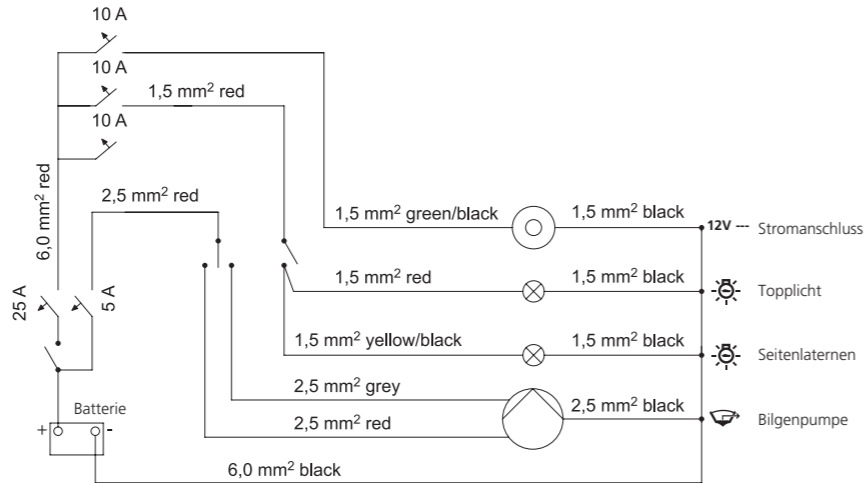 10 A
10 A
1,5 mm² red
10 A
6,0 mm² red
2,5 mm² red
1,5 mm² green/black
1,5 mm² black
12V --- Stromanschluss
25 A
5 A
1,5 mm² red
1,5 mm² black
Topplicht
1,5 mm² yellow/black
1,5 mm² black
Seitenlaternen
2,5 mm² grey
Batterie
+
-
2,5 mm² red
2,5 mm² black
Bilgenpumpe
6,0 mm² black